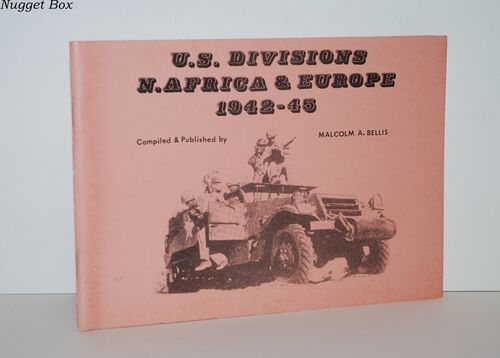 Nugget Box
U.S. DIVISIONS
N.AFRICA & EUROPE
1942-45
Compiled & Published by
MALCOLM A. BELLIS